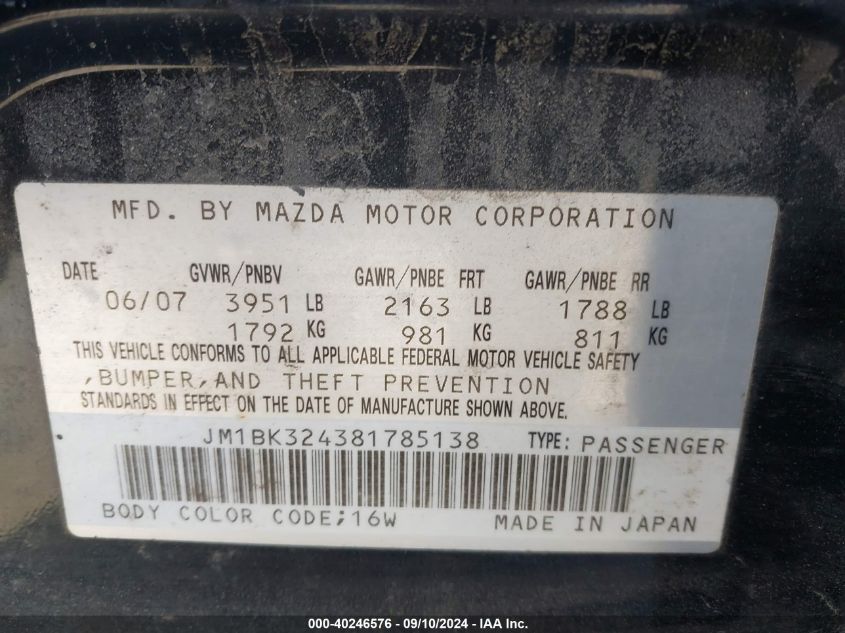 MFD. BY MAZDA MOTOR CORPORATION
DATE GVWR/PNBV GAWR/PNBE FRT GAWR/PNBE RR
06/07 3951 LB 2163 LB 1788 LB
1792 KG 981 KG 811 KG
THIS VEHICLE CONFORMS TO ALL APPLICABLE FEDERAL MOTOR VEHICLE SAFETY
,BUMPER,AND THEFT PREVENTION
STANDARDS IN EFFECT ON THE DATE OF MANUFACTURE SHOWN ABOVE.
JM1BK324381785138 TYPE: PASSENGER
BODY COLOR CODE;16W MADE IN JAPAN
000-40246576 - 09/10/2024 - IAA Inc.